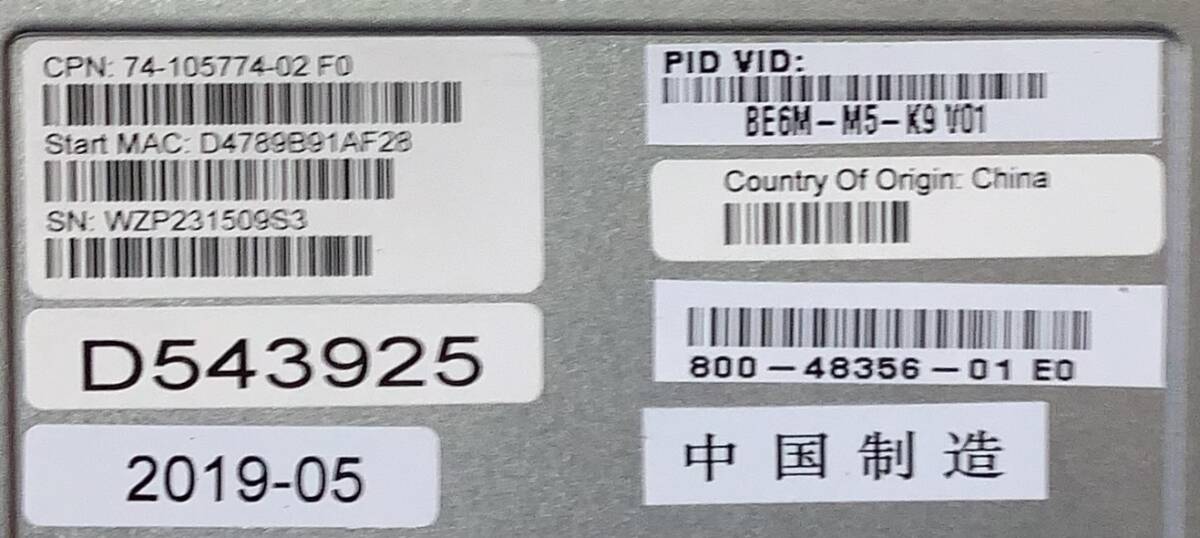 CPN: 74-105774-02 F0
Start MAC: D4789B91AF28
SN: WZP231509S3
D543925
2019-05
PID VID:
BE6M-M5-K9 V01
Country Of Origin: China
800-48356-01 E0
中国制造